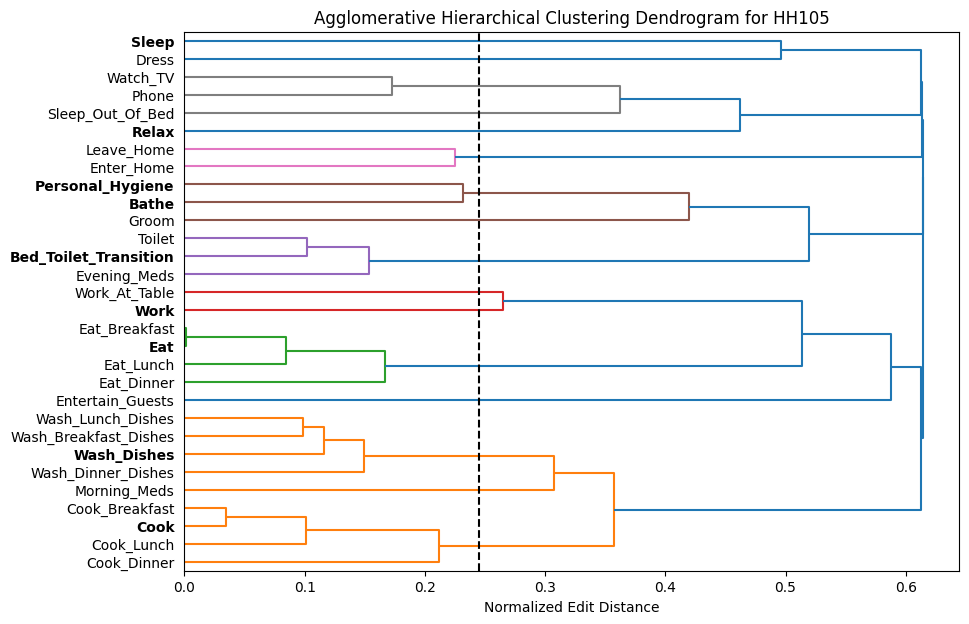 Agglomerative Hierarchical Clustering Dendrogram for HH105
Sleep
Dress
Watch_TV
Phone
Sleep_Out_Of_Bed
Relax
Leave_Home
Enter_Home
Personal_Hygiene
Bathe
Groom
Toilet
Bed_Toilet_Transition
Evening_Meds
Work_At_Table
Work
Eat_Breakfast
Eat
Eat_Lunch
Eat_Dinner
Entertain_Guests
Wash_Lunch_Dishes
Wash_Breakfast_Dishes
Wash_Dishes
Wash_Dinner_Dishes
Morning_Meds
Cook_Breakfast
Cook
Cook_Lunch
Cook_Dinner
0.0 0.1 0.2 0.3 0.4 0.5 0.6
Normalized Edit Distance